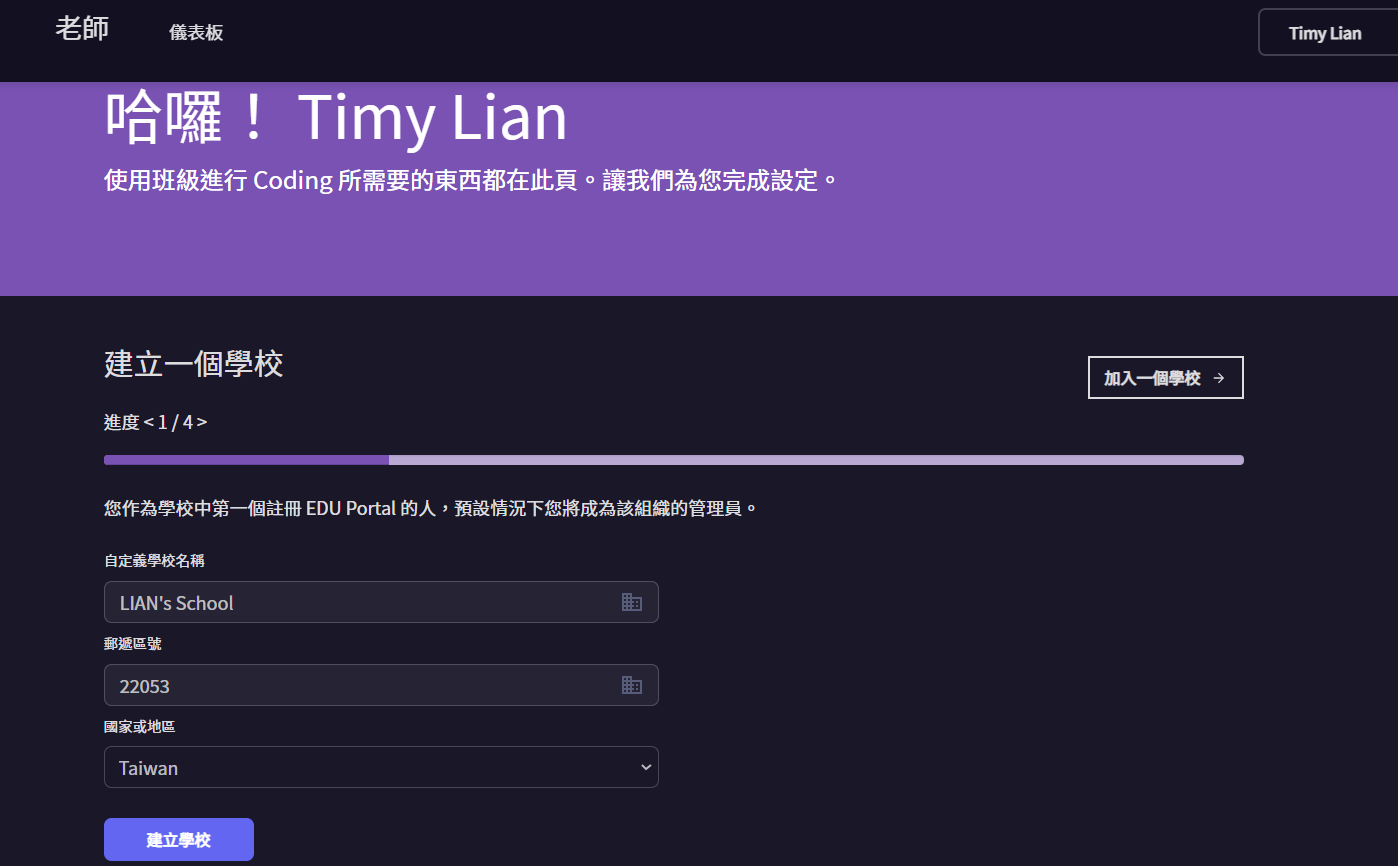 老師
儀表板
Timy Lian
哈囉！ Timy Lian
使用班級進行 Coding 所需要的東西都在此頁。讓我們為您完成設定。
建立一個學校
加入一個學校 →
進度 < 1 / 4 >
您作為學校中第一個註冊 EDU Portal 的人，預設情況下您將成為該組織的管理員。
自定義學校名稱
LIAN's School
郵遞區號
22053
國家或地區
Taiwan
建立學校